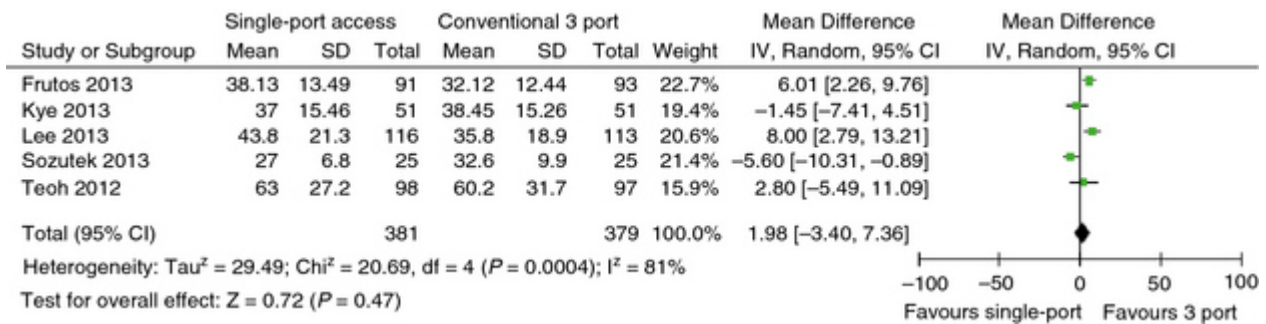 Single-port access Conventional 3 port Mean Difference Mean Difference
Study or Subgroup Mean SD Total Mean SD Total Weight IV, Random, 95% CI IV, Random, 95% CI
Frutos 2013 38.13 13.49 91 32.12 12.44 93 22.7% 6.01 [2.26, 9.76]
Kye 2013 37 15.46 51 38.45 15.26 51 19.4% −1.45 [−7.41, 4.51]
Lee 2013 43.8 21.3 116 35.8 18.9 113 20.6% 8.00 [2.79, 13.21]
Sozutek 2013 27 6.8 25 32.6 9.9 25 21.4% −5.60 [−10.31, −0.89]
Teoh 2012 63 27.2 98 60.2 31.7 97 15.9% 2.80 [−5.49, 11.09]
Total (95% CI) 381 379 100.0% 1.98 [−3.40, 7.36]
Heterogeneity: Tau² = 29.49; Chi² = 20.69, df = 4 (P = 0.0004); I² = 81%
Test for overall effect: Z = 0.72 (P = 0.47)
−100 −50 0 50 100
Favours single-port Favours 3 port